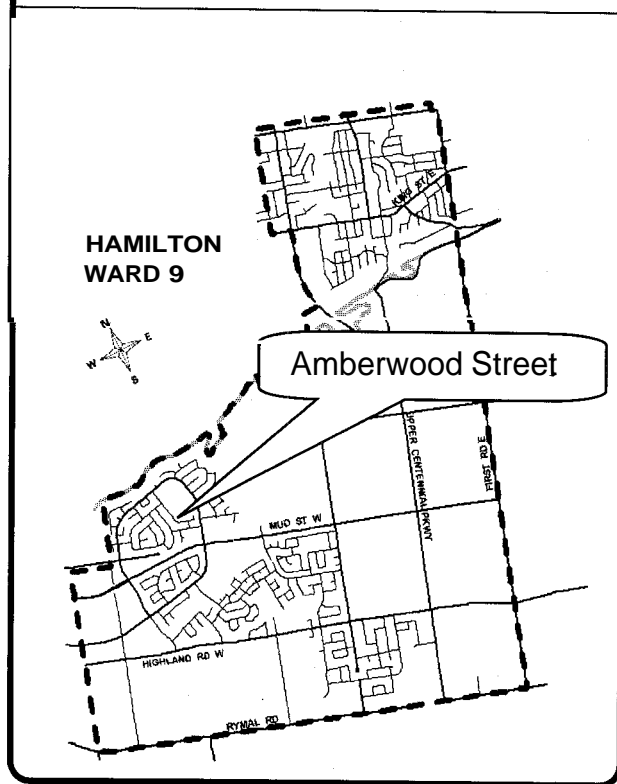 KING ST E
HAMILTON
WARD 9
N
W E
S
Amberwood Street
UPPER CENTENNIAL PKWY
FIRST RD E
MUD ST W
HIGHLAND RD W
RYMAL RD